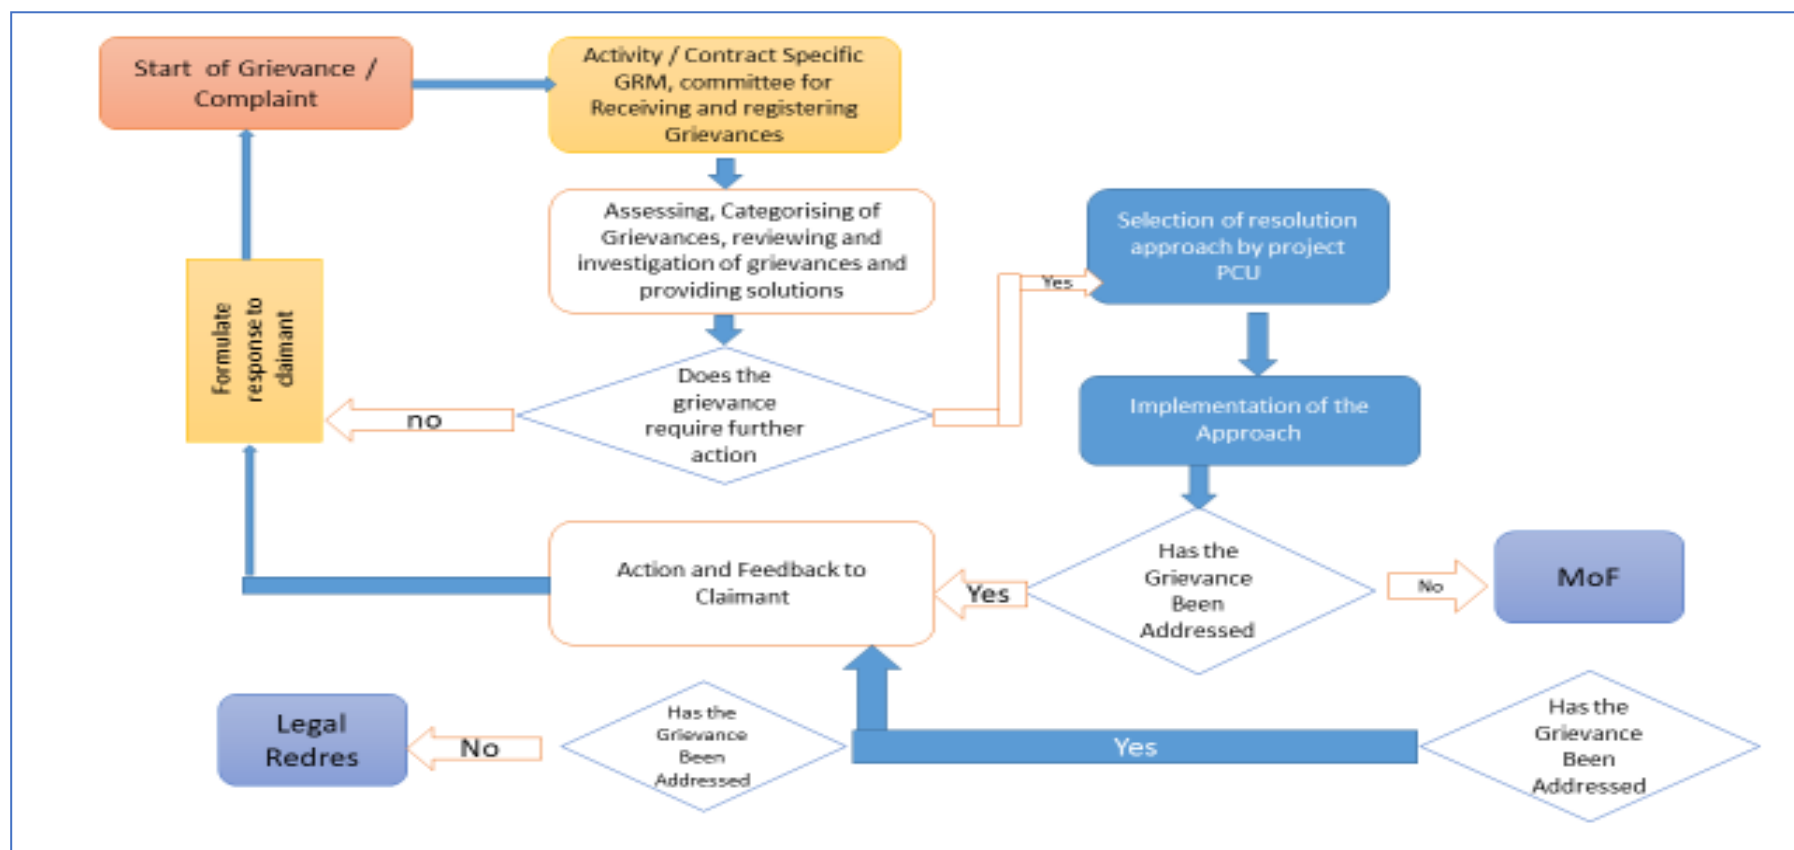 Start of Grievance /
Complaint
Activity / Contract Specific
GRM, committee for
Receiving and registering
Grievances
Assessing, Categorising of
Grievances, reviewing and
investigation of grievances and
providing solutions
Selection of resolution
approach by project
PCU
Yes
Formulate
response to
claimant
Does the
grievance
require further
action
no
Implementation of the
Approach
Action and Feedback to
Claimant
Yes
Has the
Grievance
Been
Addressed
No
MoF
Legal
Redres
No
Has the
Grievance
Been
Addressed
Yes
Has the
Grievance
Been
Addressed